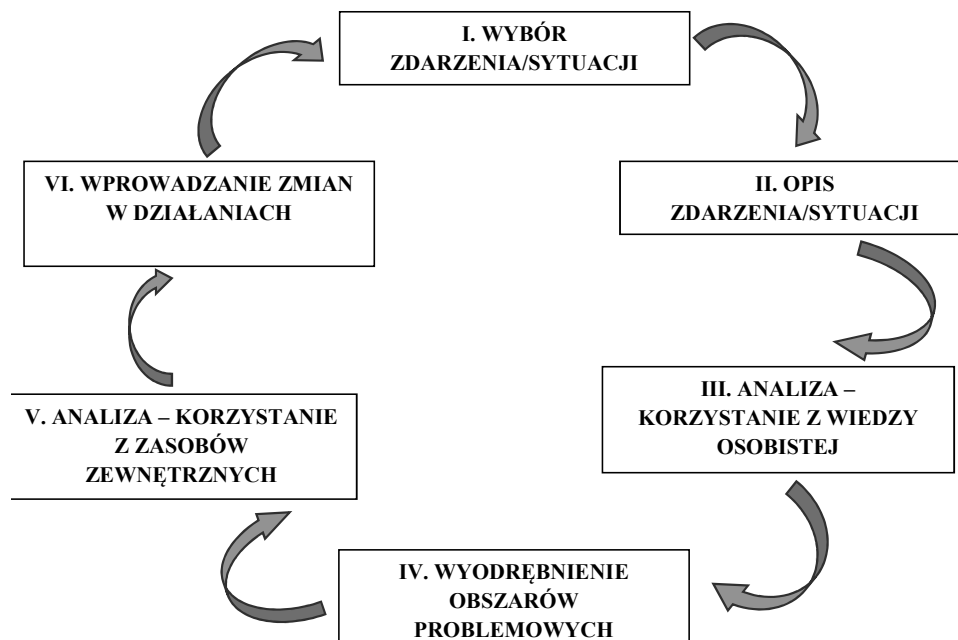 I. WYBÓR
ZDARZENIA/SYTUACJI
II. OPIS
ZDARZENIA/SYTUACJI
III. ANALIZA –
KORZYSTANIE Z WIEDZY
OSOBISTEJ
IV. WYODRĘBNIENIE
OBSZARÓW
PROBLEMOWYCH
V. ANALIZA – KORZYSTANIE
Z ZASOBÓW
ZEWNĘTRZNYCH
VI. WPROWADZANIE ZMIAN
W DZIAŁANIACH